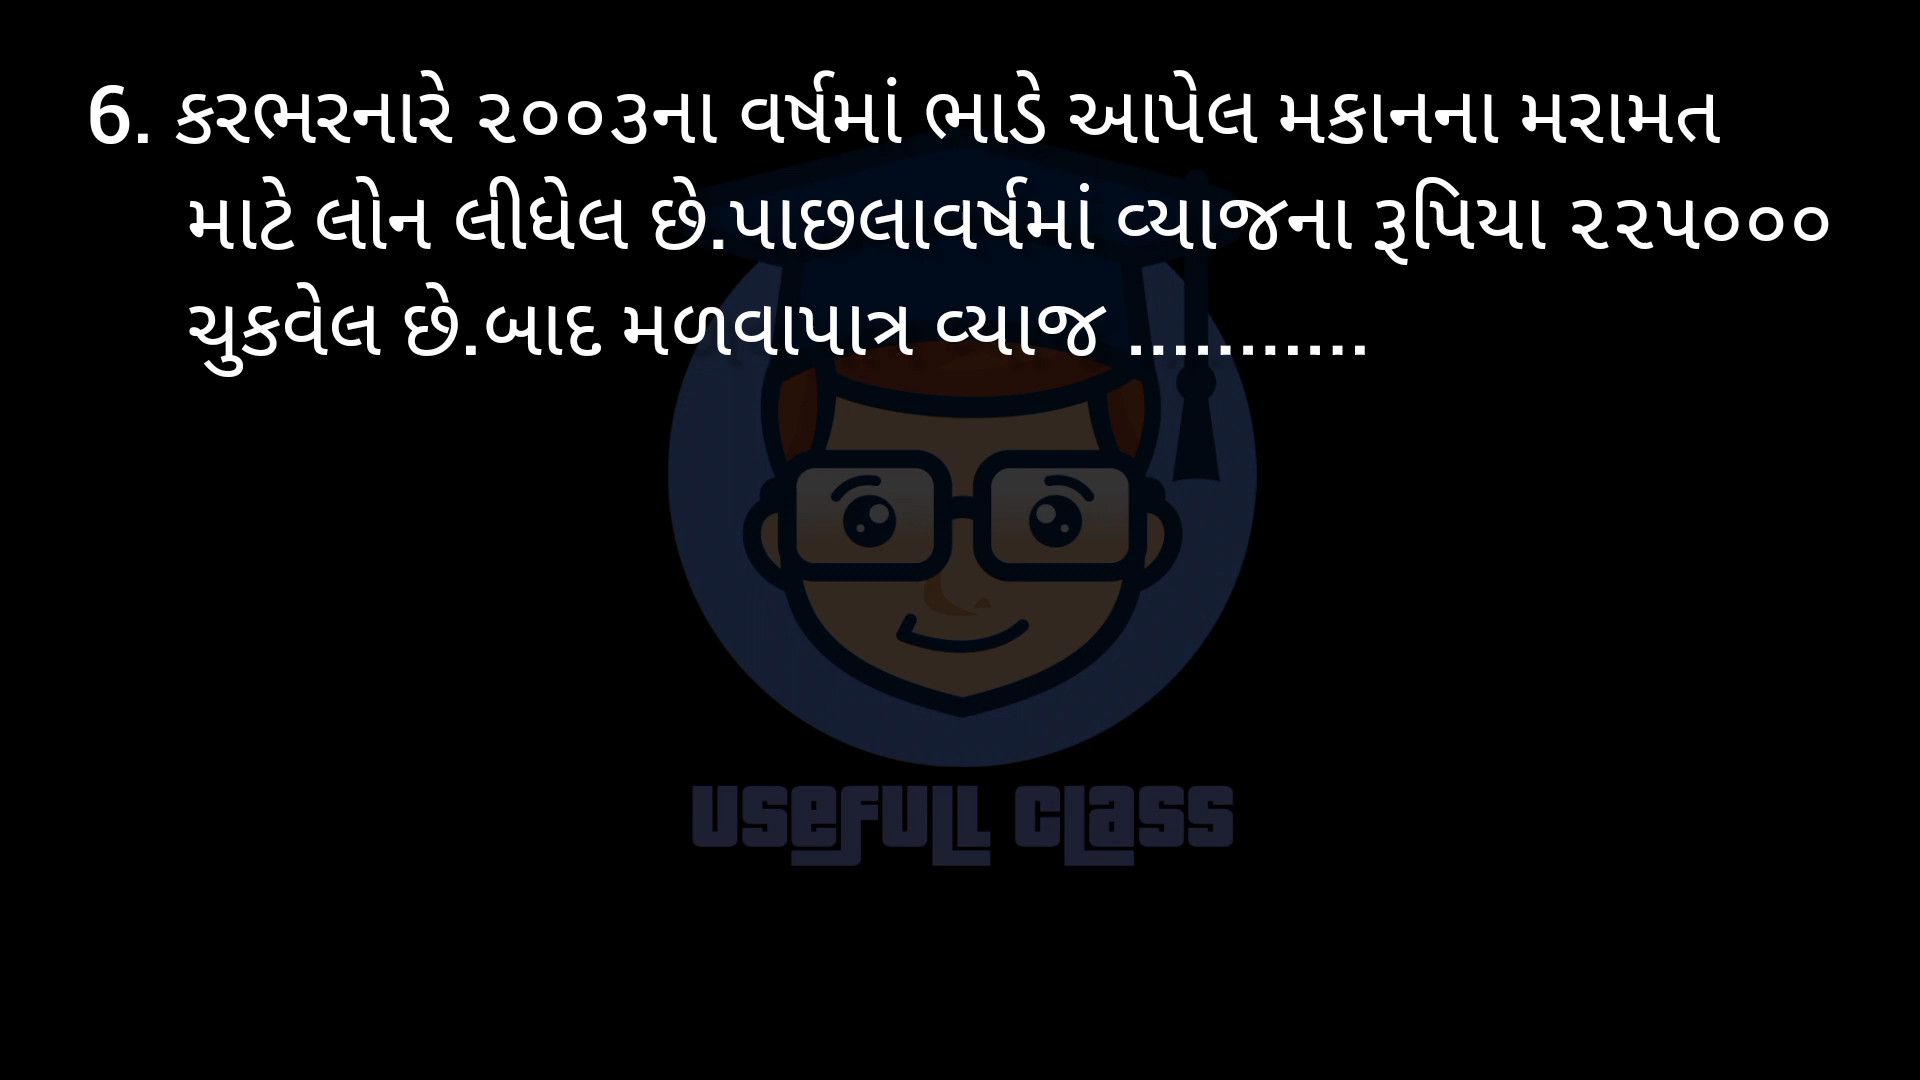 6. કરભરનારે ૨૦૦૩ના વર્ષમાં ભાડે આપેલ મકાનના મરામત
માટે લોન લીધેલ છે.પાછલાવર્ષમાં વ્યાજના રૂપિયા ૨૨૫૦૦૦
ચુકવેલ છે.બાદ મળવાપાત્ર વ્યાજ ...........
USEFULL CLASS